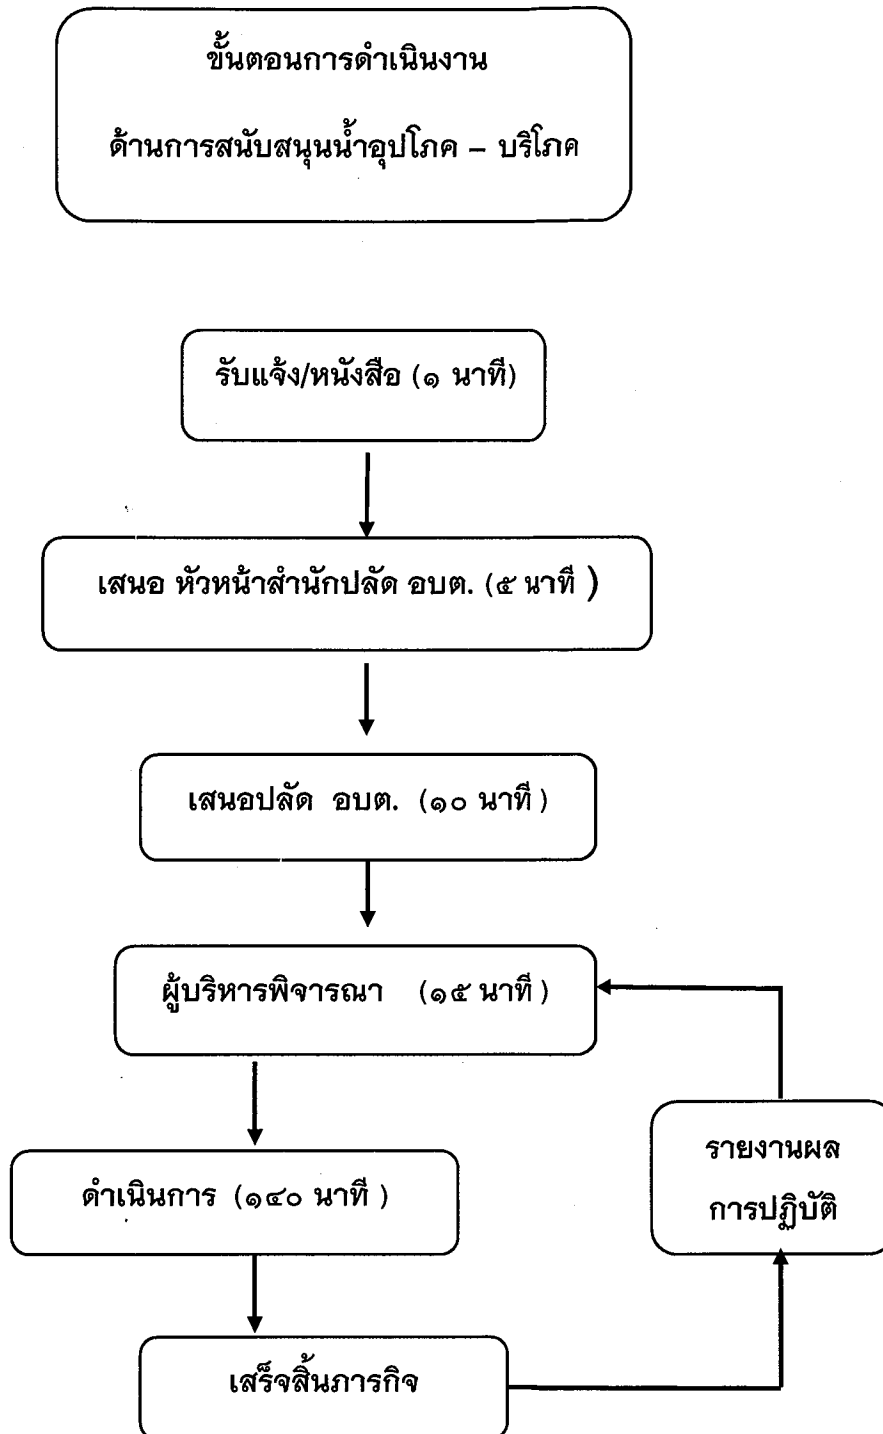 ขั้นตอนการดำเนินงาน
ด้านการสนับสนุนน้ำอุปโภค – บริโภค
รับแจ้ง/หนังสือ (๑ นาที)
เสนอ หัวหน้าสำนักปลัด อบต. (๕ นาที )
เสนอปลัด อบต. (๑๐ นาที )
ผู้บริหารพิจารณา (๑๕ นาที )
รายงานผล
การปฏิบัติ
ดำเนินการ (๑๔๐ นาที )
เสร็จสิ้นภารกิจ